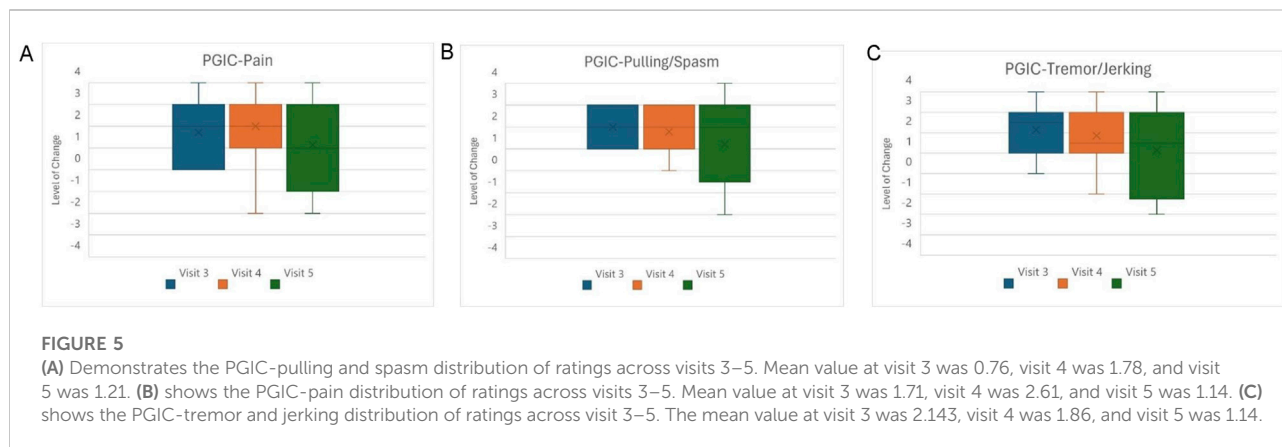 A
PGIC-Pain
4
3
2
1
0
-1
-2
-3
-4
Level of Change
Visit 3 Visit 4 Visit 5
B
PGIC-Pulling/Spasm
4
3
2
1
0
-1
-2
-3
-4
Level of Change
Visit 3 Visit 4 Visit 5
C
PGIC-Tremor/Jerking
4
3
2
1
0
-1
-2
-3
-4
Level of Change
Visit 3 Visit 4 Visit 5
FIGURE 5
(A) Demonstrates the PGIC-pulling and spasm distribution of ratings across visits 3–5. Mean value at visit 3 was 0.76, visit 4 was 1.78, and visit
5 was 1.21. (B) shows the PGIC-pain distribution of ratings across visits 3–5. Mean value at visit 3 was 1.71, visit 4 was 2.61, and visit 5 was 1.14. (C)
shows the PGIC-tremor and jerking distribution of ratings across visit 3–5. The mean value at visit 3 was 2.143, visit 4 was 1.86, and visit 5 was 1.14.